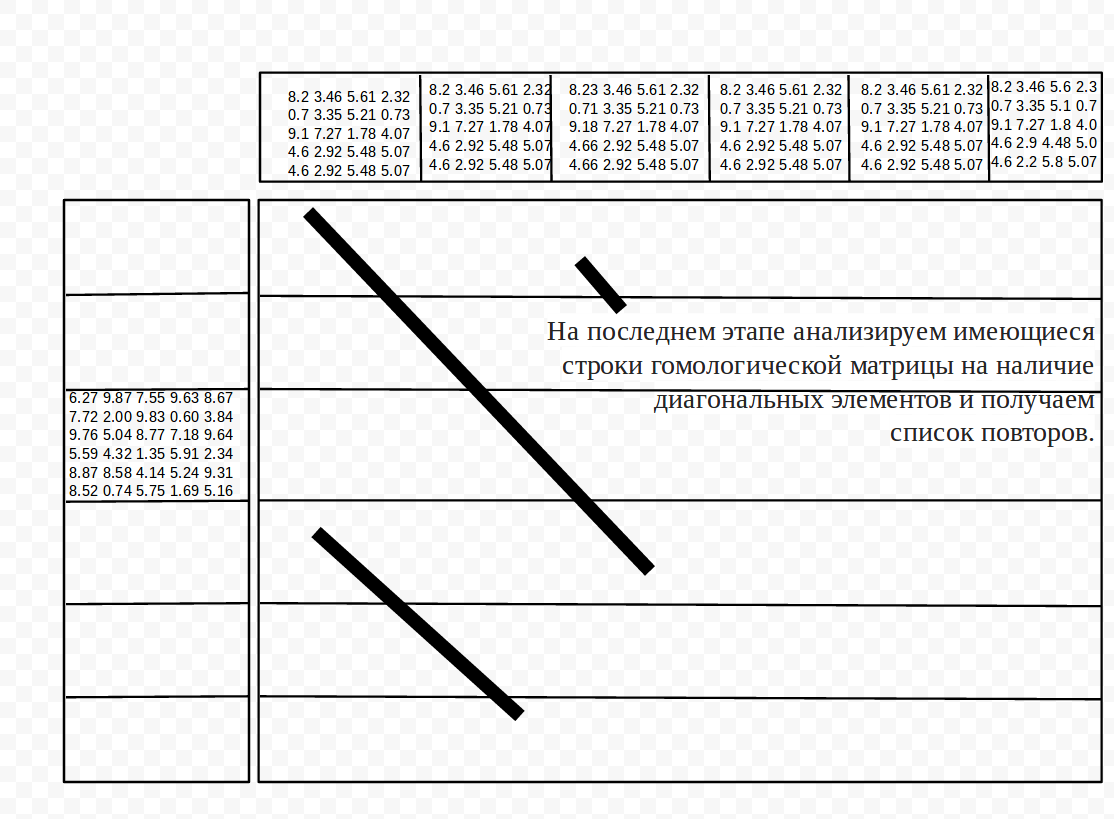 8.2 3.46 5.61 2.32
0.7 3.35 5.21 0.73
9.1 7.27 1.78 4.07
4.6 2.92 5.48 5.07
4.6 2.92 5.48 5.07
8.2 3.46 5.61 2.32
0.7 3.35 5.21 0.73
9.1 7.27 1.78 4.07
4.6 2.92 5.48 5.07
4.6 2.92 5.48 5.07
8.23 3.46 5.61 2.32
0.71 3.35 5.21 0.73
9.18 7.27 1.78 4.07
4.66 2.92 5.48 5.07
4.66 2.92 5.48 5.07
8.2 3.46 5.61 2.32
0.7 3.35 5.21 0.73
9.1 7.27 1.78 4.07
4.6 2.92 5.48 5.07
4.6 2.92 5.48 5.07
8.2 3.46 5.61 2.32
0.7 3.35 5.21 0.73
9.1 7.27 1.78 4.07
4.6 2.92 5.48 5.07
4.6 2.92 5.48 5.07
8.2 3.46 5.6 2.3
0.7 3.35 5.1 0.7
9.1 7.27 1.8 4.0
4.6 2.9 4.48 5.0
4.6 2.2 5.8 5.07
На последнем этапе анализируем имеющиеся
строки гомологической матрицы на наличие
диагональных элементов и получаем
список повторов.
6.27 9.87 7.55 9.63 8.67
7.72 2.00 9.83 0.60 3.84
9.76 5.04 8.77 7.18 9.64
5.59 4.32 1.35 5.91 2.34
8.87 8.58 4.14 5.24 9.31
8.52 0.74 5.75 1.69 5.16